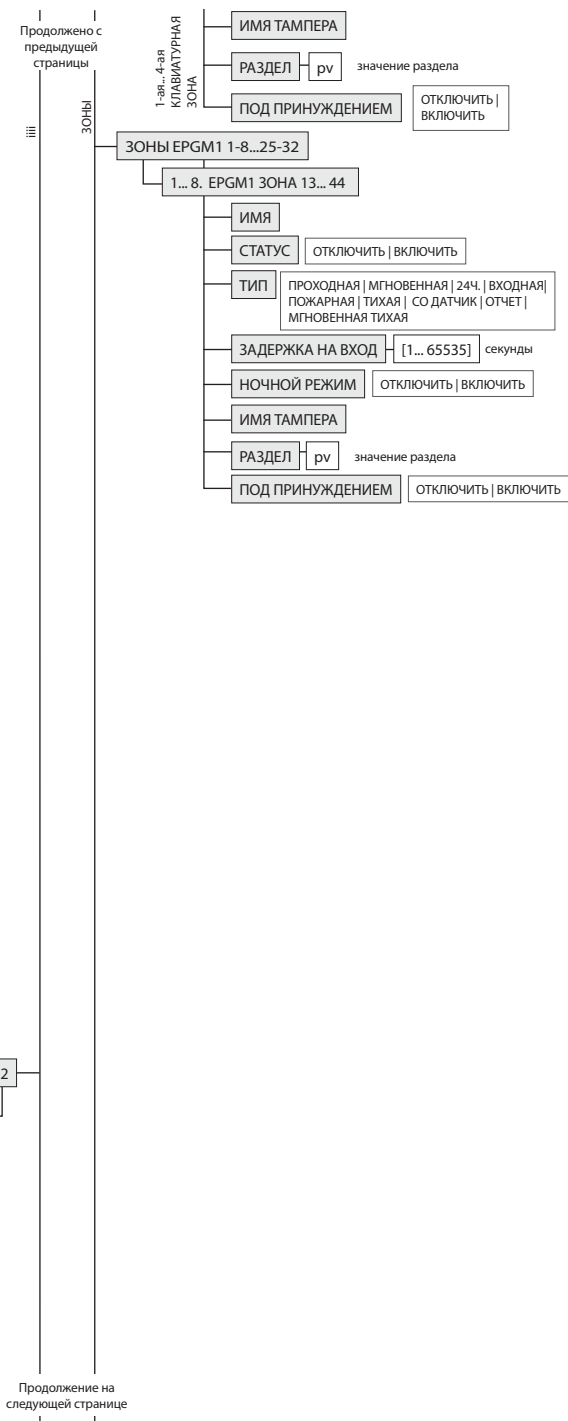 Продолжено с
предыдущей
страницы
iiii
ЗОНЫ
1-ая... 4-ая
КЛАВИАТУРНАЯ
ЗОНА
ИМЯ ТАМПЕРА
РАЗДЕЛ pv значение раздела
ПОД ПРИНУЖДЕНИЕМ ОТКЛЮЧИТЬ |
ВКЛЮЧИТЬ
ЗОНЫ EPGM1 1-8...25-32
1... 8. EPGM1 ЗОНА 13... 44
ИМЯ
СТАТУС ОТКЛЮЧИТЬ | ВКЛЮЧИТЬ
ТИП ПРОХОДНАЯ | МГНОВЕННАЯ | 24Ч. | ВХОДНАЯ|
ПОЖАРНАЯ | ТИХАЯ | СО ДАТЧИК | ОТЧЕТ |
МГНОВЕННАЯ ТИХАЯ
ЗАДЕРЖКА НА ВХОД [1... 65535] секунды
НОЧНОЙ РЕЖИМ ОТКЛЮЧИТЬ | ВКЛЮЧИТЬ
ИМЯ ТАМПЕРА
РАЗДЕЛ pv значение раздела
ПОД ПРИНУЖДЕНИЕМ ОТКЛЮЧИТЬ | ВКЛЮЧИТЬ
2
Продолжение на
следующей странице